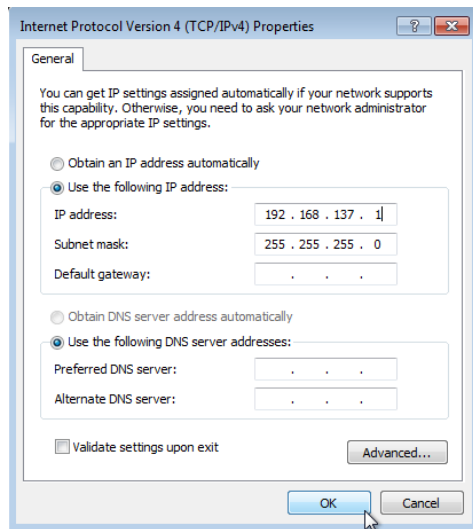 Internet Protocol Version 4 (TCP/IPv4) Properties
General
You can get IP settings assigned automatically if your network supports
this capability. Otherwise, you need to ask your network administrator
for the appropriate IP settings.
Obtain an IP address automatically
Use the following IP address:
IP address: 192 . 168 . 137 . 1
Subnet mask: 255 . 255 . 255 . 0
Default gateway: . . .
Obtain DNS server address automatically
Use the following DNS server addresses:
Preferred DNS server: . . .
Alternate DNS server: . . .
Validate settings upon exit
Advanced...
OK Cancel